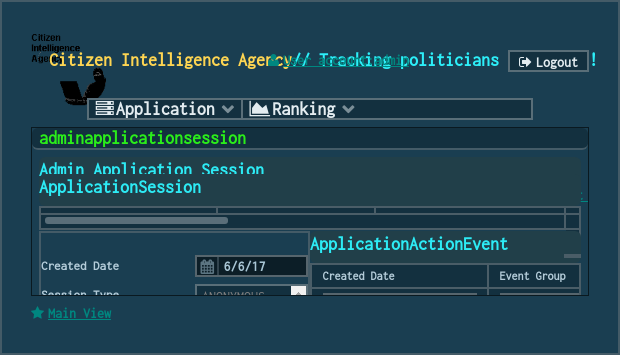 Citizen
Intelligence
Agency
Citizen Intelligence Agency// Tracking politicians !
Logout
Application Ranking
adminapplicationsession
Admin Application Session
ApplicationSession
ApplicationActionEvent
Created Date 6/6/17
Created Date Event Group
Session Type ANONYMOUS
Main View